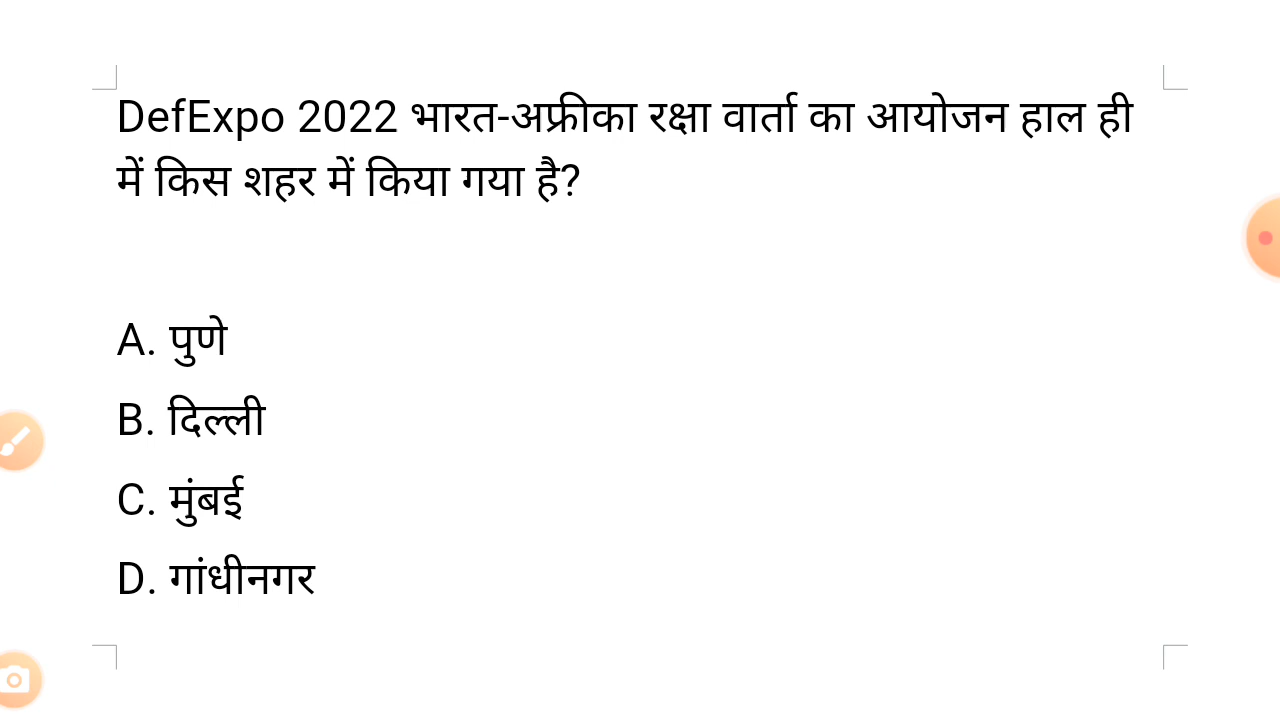 DefExpo 2022 भारत-अफ्रीका रक्षा वार्ता का आयोजन हाल ही
में किस शहर में किया गया है?
A. पुणे
B. दिल्ली
C. मुंबई
D. गांधीनगर